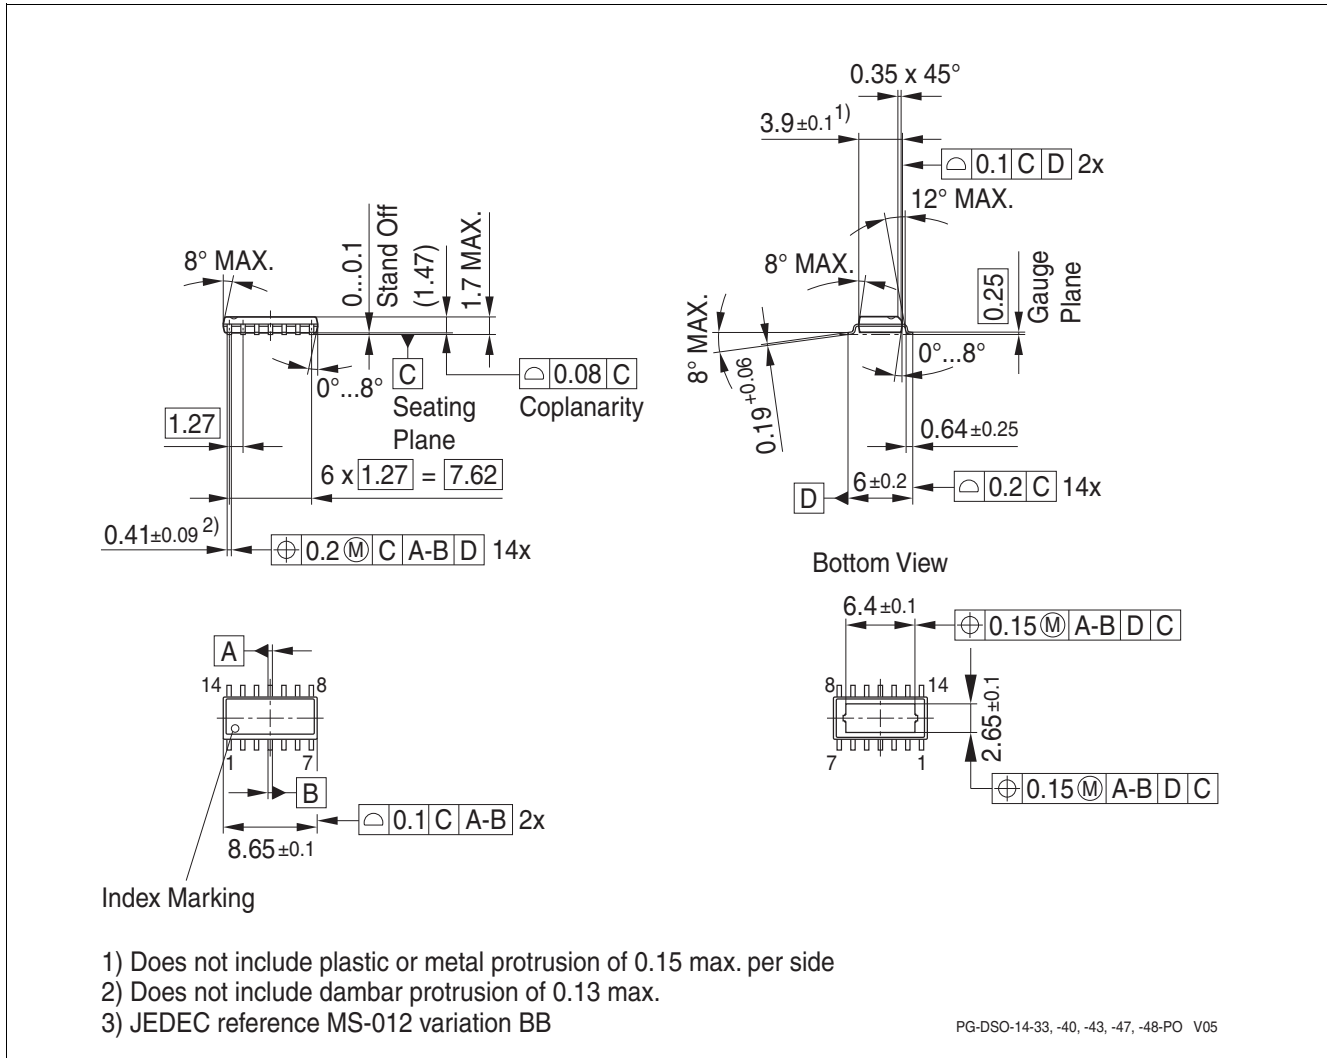 0.35 x 45°
3.9 ±0.1 1)
⌓ 0.1 C D 2x
12° MAX.
8° MAX.
8° MAX.
0.19 +0.06
0.25
Gauge
Plane
0°...8°
0.64 ±0.25
D
6 ±0.2
⌓ 0.2 C 14x
8° MAX.
0...0.1
Stand Off
(1.47)
1.7 MAX.
0°...8°
C
Seating
Plane
⌓ 0.08 C
Coplanarity
1.27
6 x 1.27 = 7.62
0.41 ±0.09 2)
⌖ 0.2 Ⓜ C A-B D 14x
A
14 8
1 7
B
⌓ 0.1 C A-B 2x
8.65 ±0.1
Index Marking
Bottom View
6.4 ±0.1
⌖ 0.15 Ⓜ A-B D C
8 14
7 1
2.65 ±0.1
⌖ 0.15 Ⓜ A-B D C
1) Does not include plastic or metal protrusion of 0.15 max. per side
2) Does not include dambar protrusion of 0.13 max.
3) JEDEC reference MS-012 variation BB
PG-DSO-14-33, -40, -43, -47, -48-PO V05